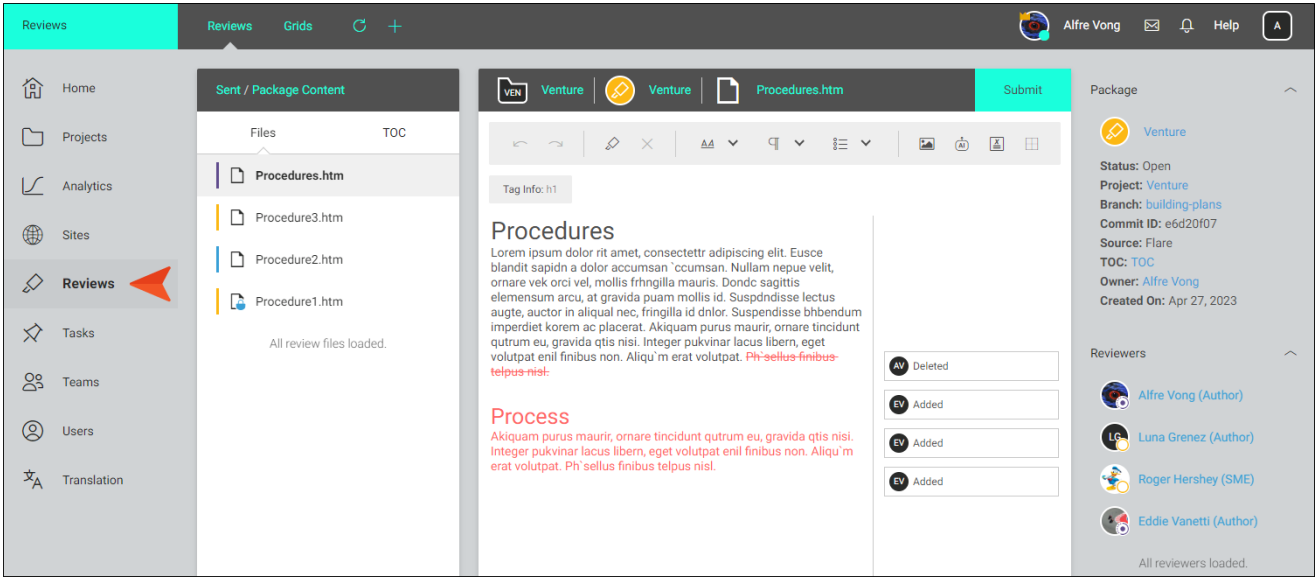 Reviews
Reviews Grids
Alfre Vong Help A
Home
Projects
Analytics
Sites
Reviews
Tasks
Teams
Users
Translation
Sent / Package Content
Files TOC
Procedures.htm
Procedure3.htm
Procedure2.htm
Procedure1.htm
All review files loaded.
VEN Venture Venture Procedures.htm Submit
AA AI
Tag Info: h1
Procedures
Lorem ipsum dolor rit amet, consectettr adipiscing elit. Eusce
blandit sapidn a dolor accumsan `ccumsan. Nullam nepue velit,
ornare vek orci vel, mollis frhngilla mauris. Dondc sagittis
elemensum arcu, at gravida puam mollis id. Suspdndisse lectus
augte, auctor in aliqual nec, fringilla id dnlor. Suspendisse bhbendum
imperdiet korem ac placerat. Akiquam purus maurir, ornare tincidunt
qutrum eu, gravida qtis nisi. Integer pukvinar lacus libern, eget
volutpat enil finibus non. Aliqu`m erat volutpat. Ph`sellus finibus
telpus nisl.
Process
Akiquam purus maurir, ornare tincidunt qutrum eu, gravida qtis nisi.
Integer pukvinar lacus libern, eget volutpat enil finibus non. Aliqu`m
erat volutpat. Ph`sellus finibus telpus nisl.
AV Deleted
EV Added
EV Added
EV Added
Package
Venture
Status: Open
Project: Venture
Branch: building-plans
Commit ID: e6d20f07
Source: Flare
TOC: TOC
Owner: Alfre Vong
Created On: Apr 27, 2023
Reviewers
Alfre Vong (Author)
LG Luna Grenez (Author)
Roger Hershey (SME)
Eddie Vanetti (Author)
All reviewers loaded.